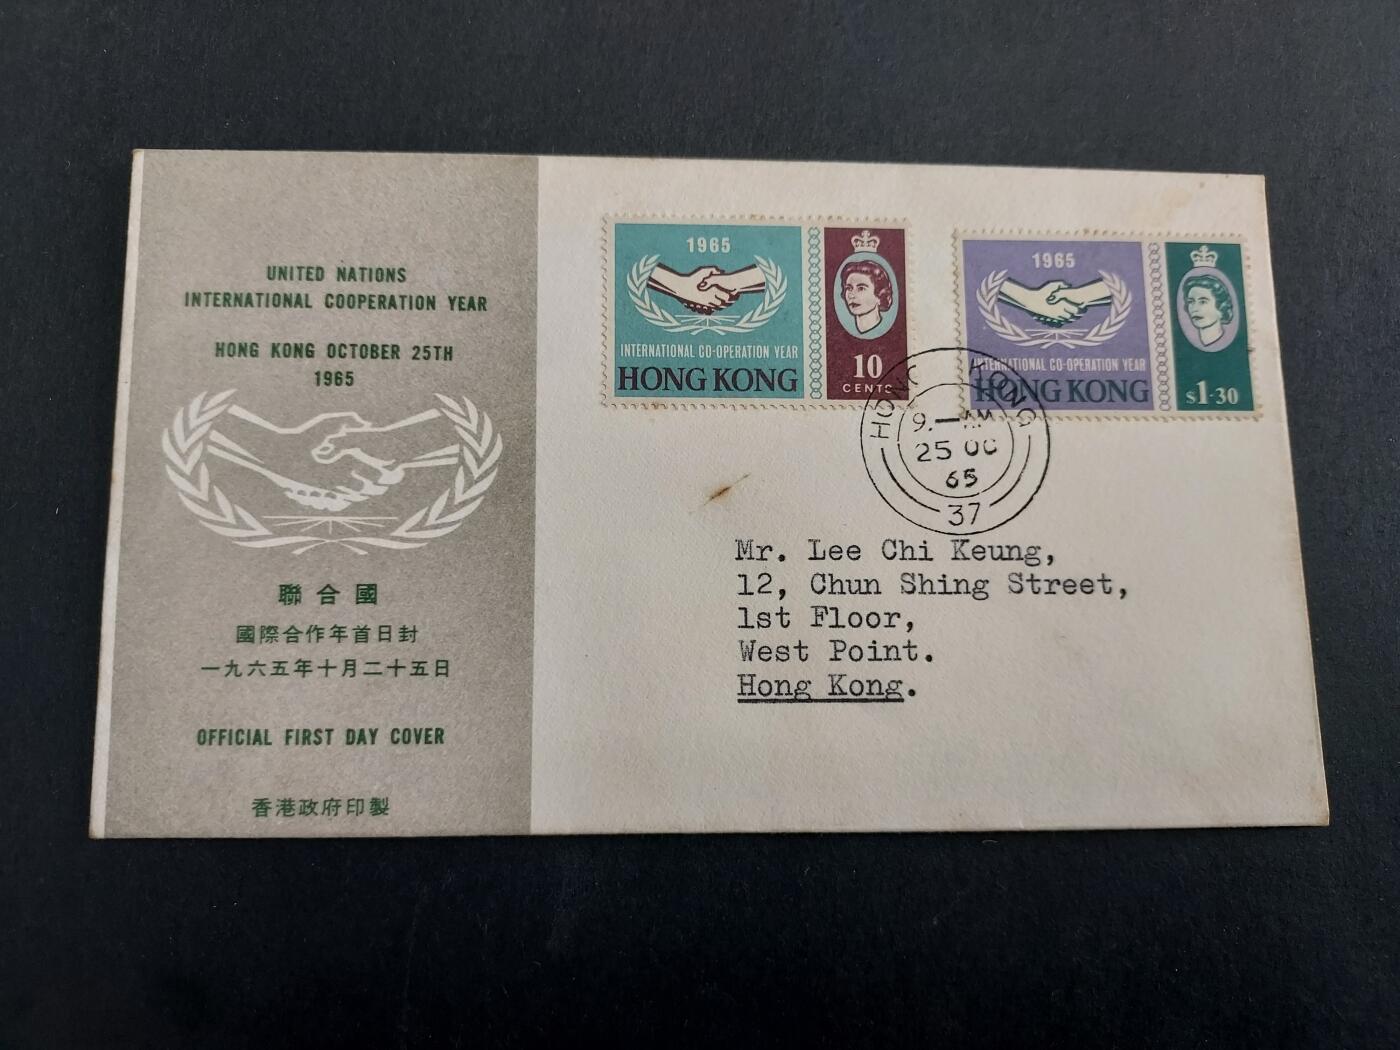 UNITED NATIONS
INTERNATIONAL COOPERATION YEAR
HONG KONG OCTOBER 25TH
1965
聯合國
國際合作年首日封
一九六五年十月二十五日
OFFICIAL FIRST DAY COVER
香港政府印製
1965
INTERNATIONAL CO-OPERATION YEAR
HONG KONG
10
CENTS
1965
INTERNATIONAL CO-OPERATION YEAR
HONG KONG
$1·30
HONG KONG
9.—AM
25 OC
65
37
Mr. Lee Chi Keung,
12, Chun Shing Street,
1st Floor,
West Point.
Hong Kong.